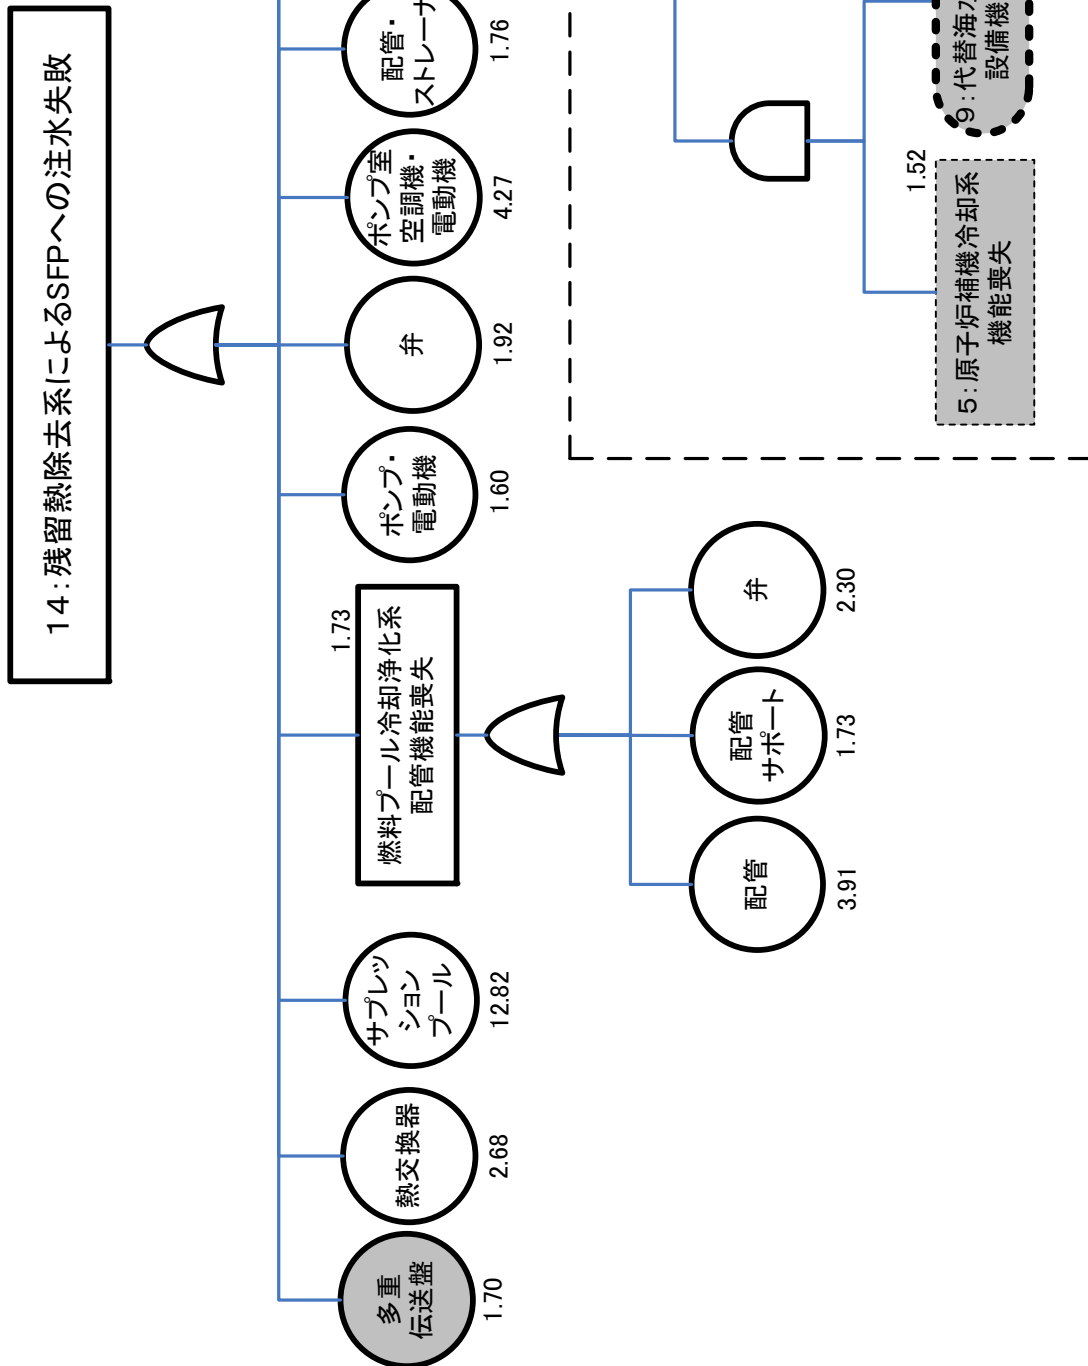 14:残留熱除去系によるSFPへの注水失敗
多重
伝送盤
1.70
熱交換器
2.68
サプレッ
ション
プール
12.82
1.73
燃料プール冷却浄化系
配管機能喪失
配管
3.91
配管
サポート
1.73
弁
2.30
ポンプ・
電動機
1.60
弁
1.92
ポンプ室
空調機・
電動機
4.27
配管・
ストレーナ
1.76
1.52
5:原子炉補機冷却系
機能喪失
9:代替海水
設備機